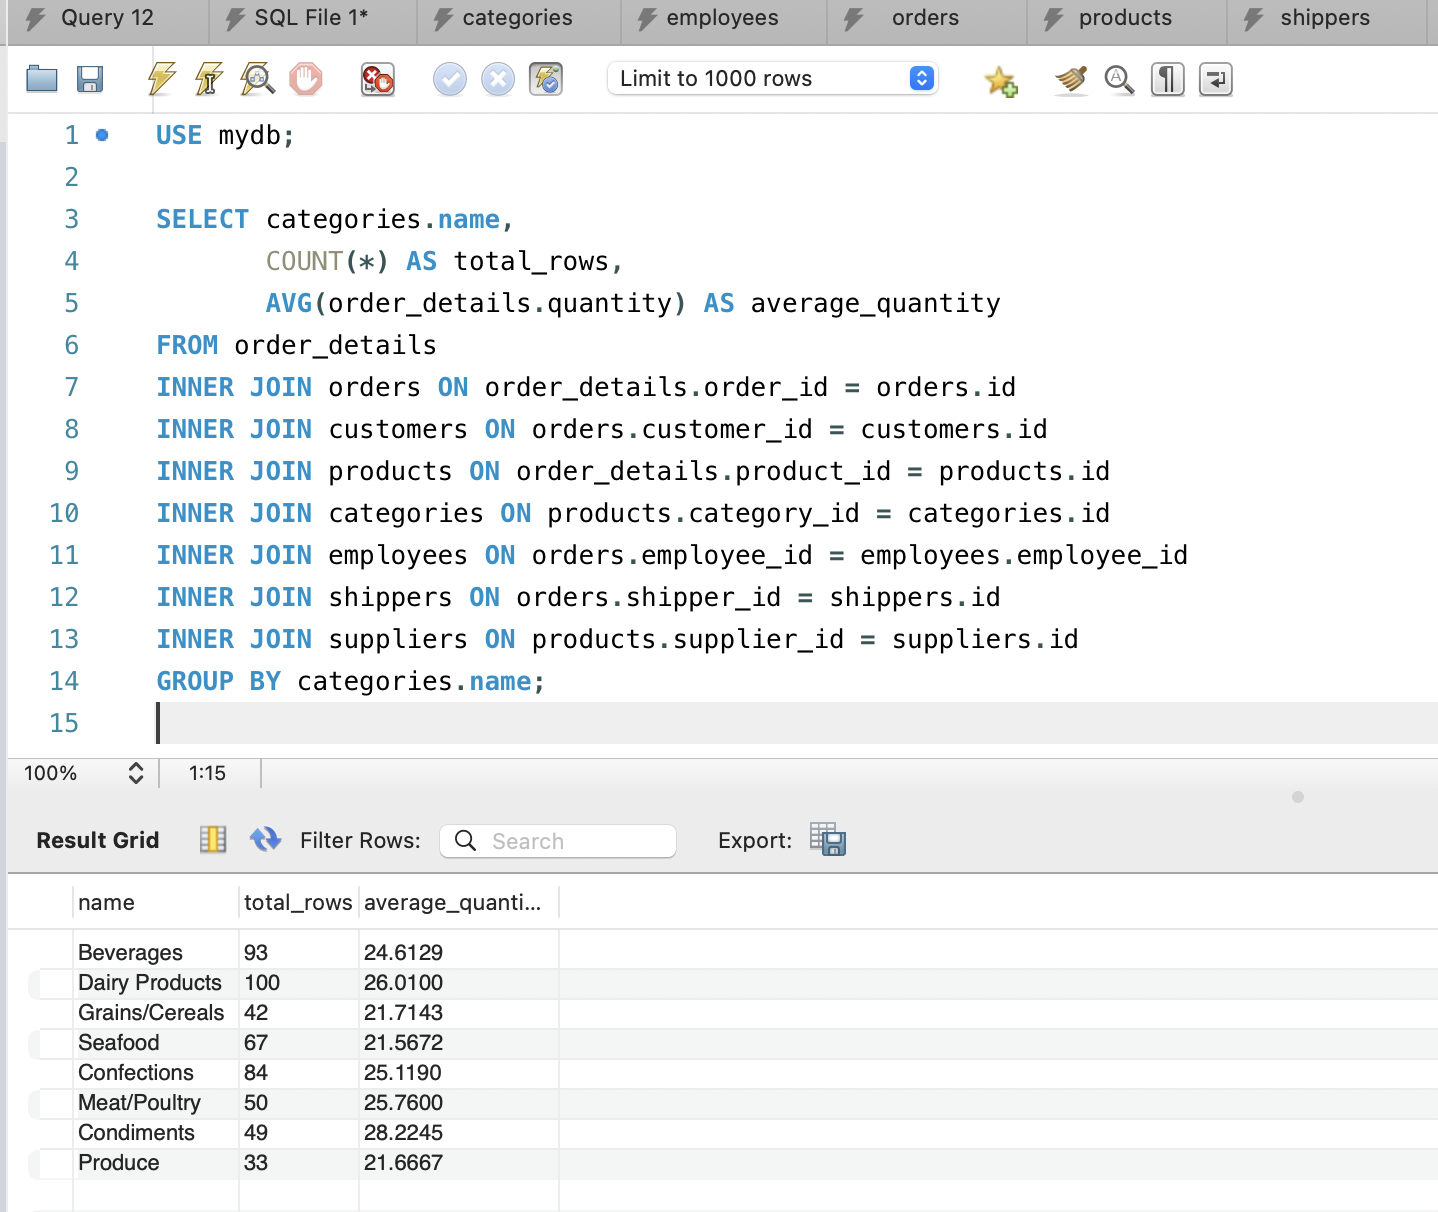 Query 12 SQL File 1* categories employees orders products shippers
Limit to 1000 rows
1 USE mydb;
2
3 SELECT categories.name,
4 COUNT(*) AS total_rows,
5 AVG(order_details.quantity) AS average_quantity
6 FROM order_details
7 INNER JOIN orders ON order_details.order_id = orders.id
8 INNER JOIN customers ON orders.customer_id = customers.id
9 INNER JOIN products ON order_details.product_id = products.id
10 INNER JOIN categories ON products.category_id = categories.id
11 INNER JOIN employees ON orders.employee_id = employees.employee_id
12 INNER JOIN shippers ON orders.shipper_id = shippers.id
13 INNER JOIN suppliers ON products.supplier_id = suppliers.id
14 GROUP BY categories.name;
15
100% 1:15
Result Grid Filter Rows: Search Export:
name total_rows average_quanti...
Beverages 93 24.6129
Dairy Products 100 26.0100
Grains/Cereals 42 21.7143
Seafood 67 21.5672
Confections 84 25.1190
Meat/Poultry 50 25.7600
Condiments 49 28.2245
Produce 33 21.6667